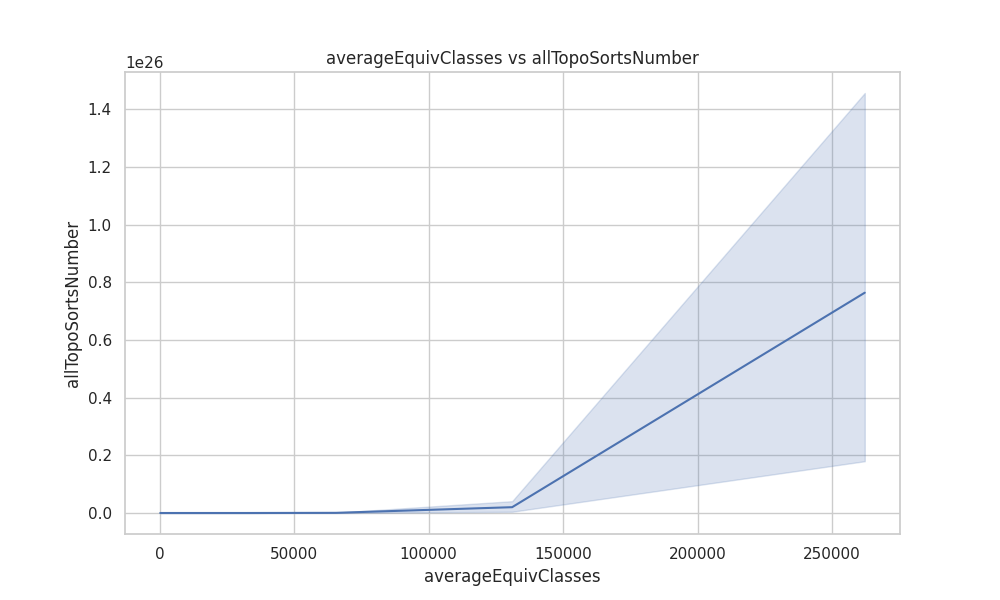 averageEquivClasses vs allTopoSortsNumber
1e26
1.4
1.2
1.0
0.8
0.6
0.4
0.2
0.0
allTopoSortsNumber
0 50000 100000 150000 200000 250000
averageEquivClasses